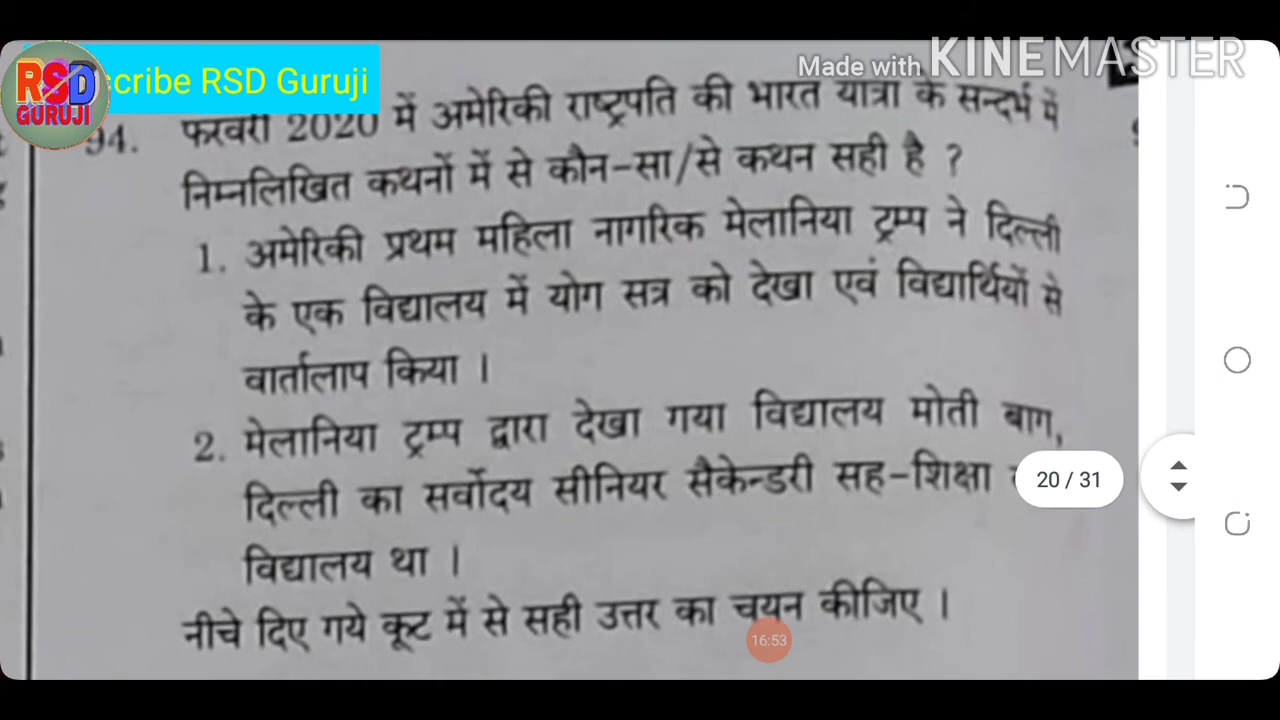 Made with KINEMASTER
cribe RSD Guruji
RSD
GURUJI
94. फरवरी 2020 में अमेरिकी राष्ट्रपति की भारत यात्रा के सन्दर्भ में
निम्नलिखित कथनों में से कौन-सा/से कथन सही है ?
1. अमेरिकी प्रथम महिला नागरिक मेलानिया ट्रम्प ने दिल्ली
के एक विद्यालय में योग सत्र को देखा एवं विद्यार्थियों से
वार्तालाप किया ।
2. मेलानिया ट्रम्प द्वारा देखा गया विद्यालय मोती बाग,
दिल्ली का सर्वोदय सीनियर सैकेन्डरी सह-शिक्षा
20 / 31
विद्यालय था ।
नीचे दिए गये कूट में से सही उत्तर का चयन कीजिए ।
16:53